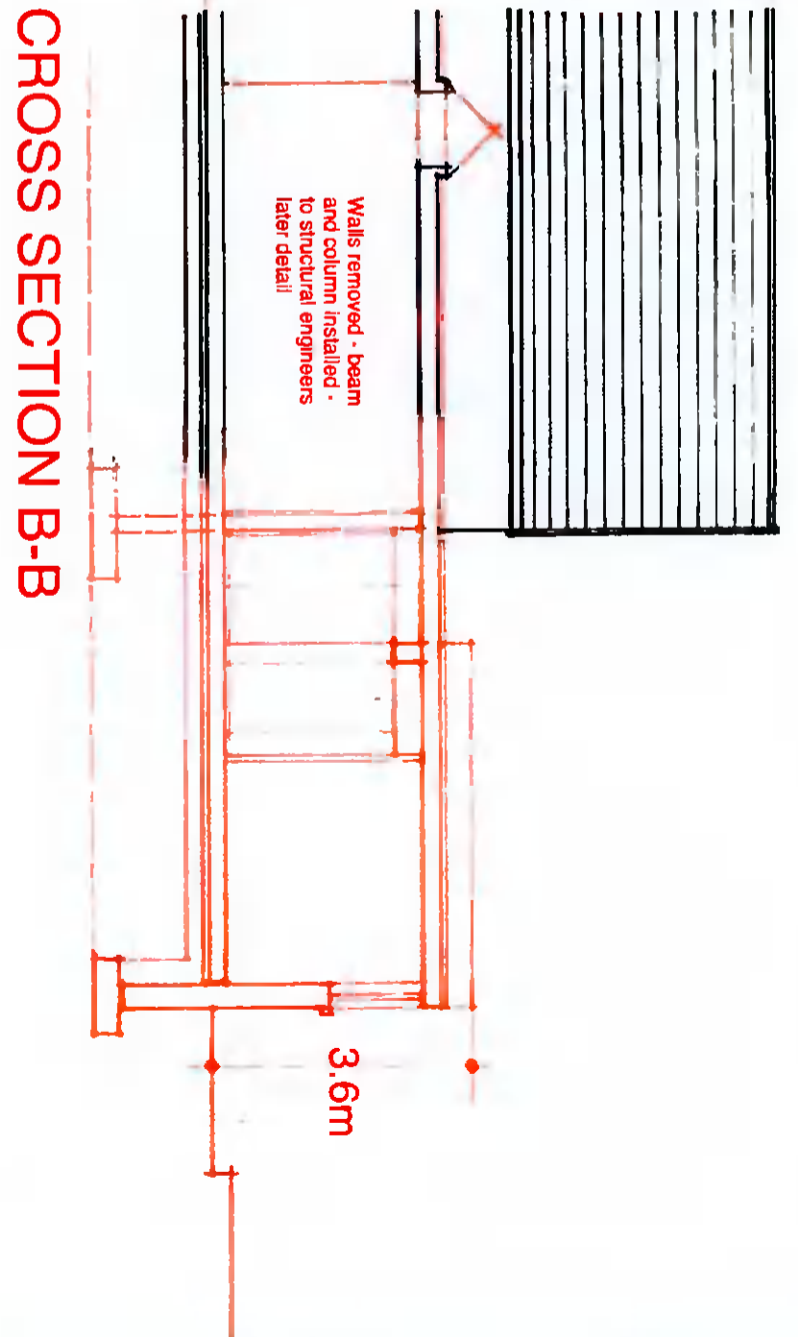 Walls removed - beam
and column installed -
to structural engineers
later detail
3.6m
CROSS SECTION B-B